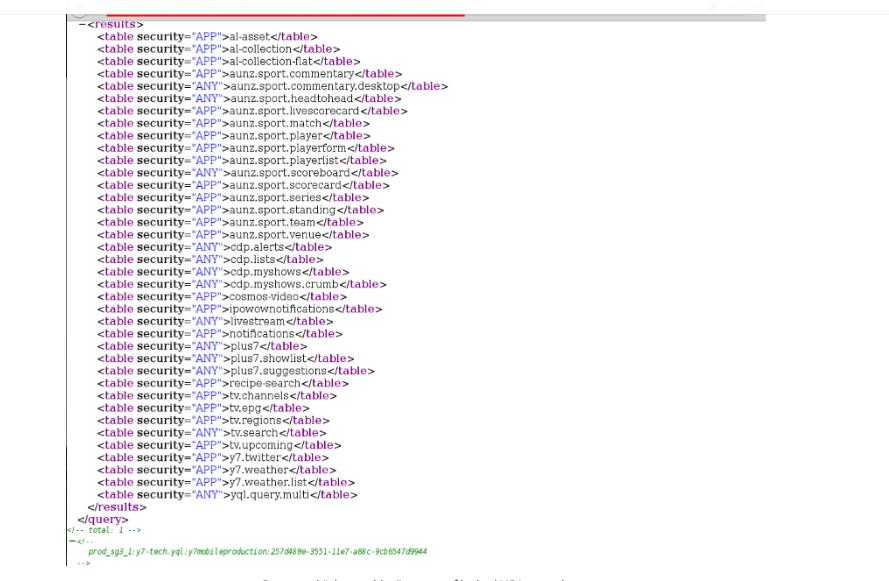 −<results>
<table security="APP">al-asset</table>
<table security="APP">al-collection</table>
<table security="APP">al-collection-flat</table>
<table security="APP">aunz.sport.commentary</table>
<table security="ANY">aunz.sport.commentary.desktop</table>
<table security="ANY">aunz.sport.headtohead</table>
<table security="APP">aunz.sport.livescorecard</table>
<table security="APP">aunz.sport.match</table>
<table security="APP">aunz.sport.player</table>
<table security="APP">aunz.sport.playerform</table>
<table security="APP">aunz.sport.playerlist</table>
<table security="ANY">aunz.sport.scoreboard</table>
<table security="APP">aunz.sport.scorecard</table>
<table security="APP">aunz.sport.series</table>
<table security="APP">aunz.sport.standing</table>
<table security="APP">aunz.sport.team</table>
<table security="APP">aunz.sport.venue</table>
<table security="ANY">cdp.alerts</table>
<table security="ANY">cdp.lists</table>
<table security="ANY">cdp.myshows</table>
<table security="ANY">cdp.myshows.crumb</table>
<table security="APP">cosmos-video</table>
<table security="APP">ipowownotifications</table>
<table security="ANY">livestream</table>
<table security="APP">notifications</table>
<table security="ANY">plus7</table>
<table security="ANY">plus7.showlist</table>
<table security="APP">plus7.suggestions</table>
<table security="APP">recipe-search</table>
<table security="APP">tv.channels</table>
<table security="APP">tv.epg</table>
<table security="APP">tv.regions</table>
<table security="ANY">tv.search</table>
<table security="APP">tv.upcoming</table>
<table security="APP">y7.twitter</table>
<table security="APP">y7.weather</table>
<table security="APP">y7.weather.list</table>
<table security="ANY">yql.query.multi</table>
</results>
</query>
<!-- total: 1 -->
−<!--
prod_sg3_1:y7-tech.yql:y7mobileproduction:257d480e-3551-11e7-a08c-9cb6547d9944
-->